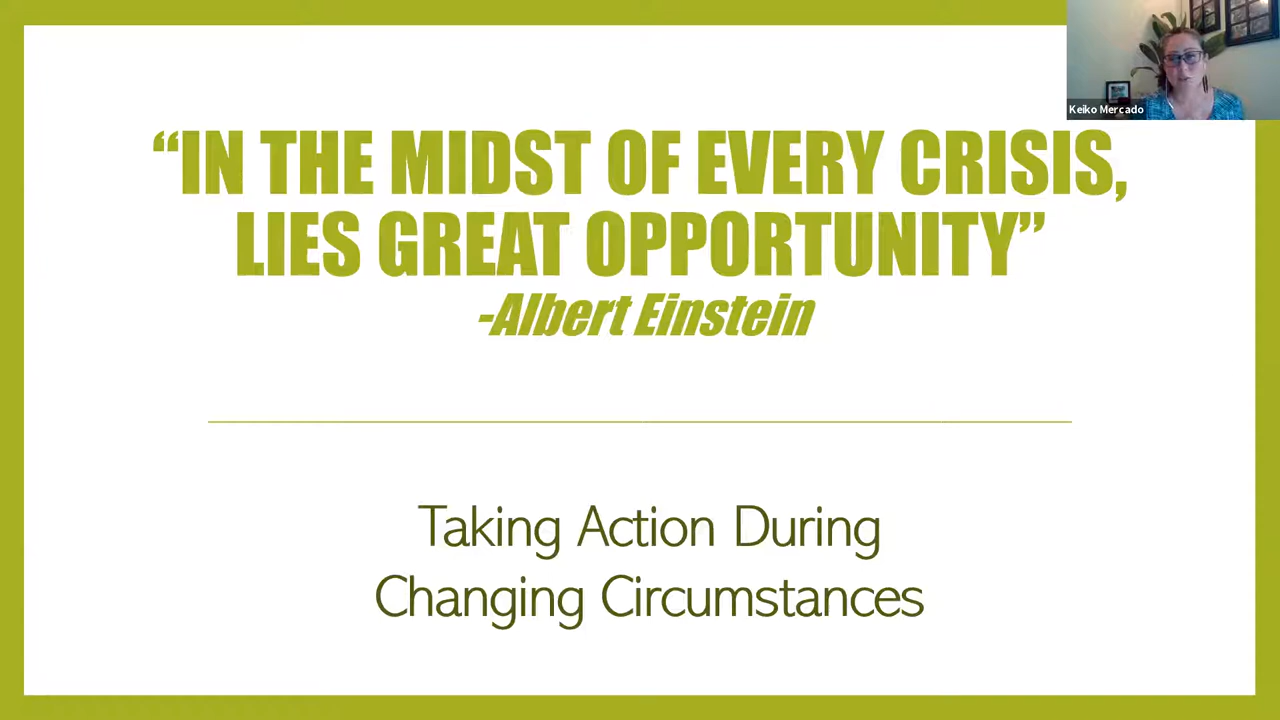 Keiko Mercado
“IN THE MIDST OF EVERY CRISIS,
LIES GREAT OPPORTUNITY”
-Albert Einstein
Taking Action During
Changing Circumstances